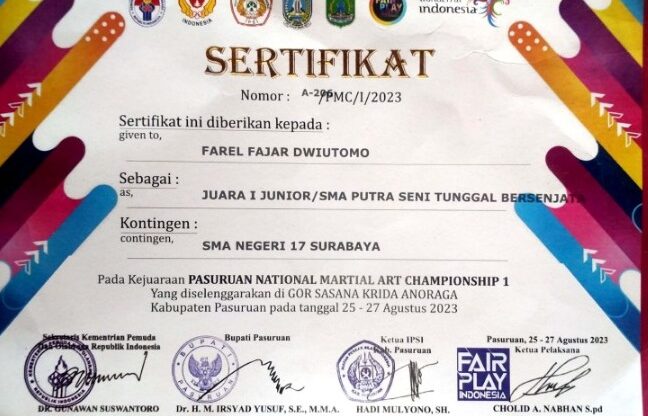 indonesia
INDONESIA
FAIR PLAY
SERTIFIKAT
Nomor : A-206/PMC/I/2023
Sertifikat ini diberikan kepada :
given to,
FAREL FAJAR DWIUTOMO
Sebagai :
as,
JUARA I JUNIOR/SMA PUTRA SENI TUNGGAL BERSENJATA
Kontingen :
contingen,
SMA NEGERI 17 SURABAYA
Pada Kejuaraan PASURUAN NATIONAL MARTIAL ART CHAMPIONSHIP 1
Yang diselenggarakan di GOR SASANA KRIDA ANORAGA
Kabupaten Pasuruan pada tanggal 25 - 27 Agustus 2023
Sekretaris Kementrian Pemuda
Dan Olahraga Republik Indonesia
DR. GUNAWAN SUSWANTORO
Bupati Pasuruan
BUPATI
PASURUAN
Dr. H. M. IRSYAD YUSUF, S.E., M.M.A.
Ketua IPSI
Kab. Pasuruan
HADI MULYONO, SH.
Pasuruan, 25 - 27 Agustus 2023
Ketua Pelaksana
FAIR
PLAY
INDONESIA
CHOLID Az NABHAN S.pd